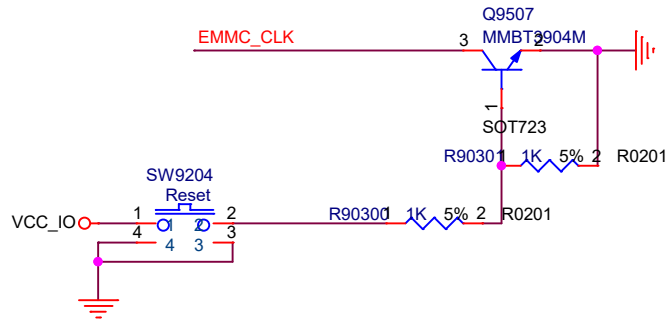 Q9507
EMMC_CLK
3
MMBT3904M
2
1
SOT723
R90301
1
1K
5%
2
R0201
SW9204
Reset
VCC_IO
1
1
2
2
R90300
1
1K
5%
2
R0201
4
4
3
3